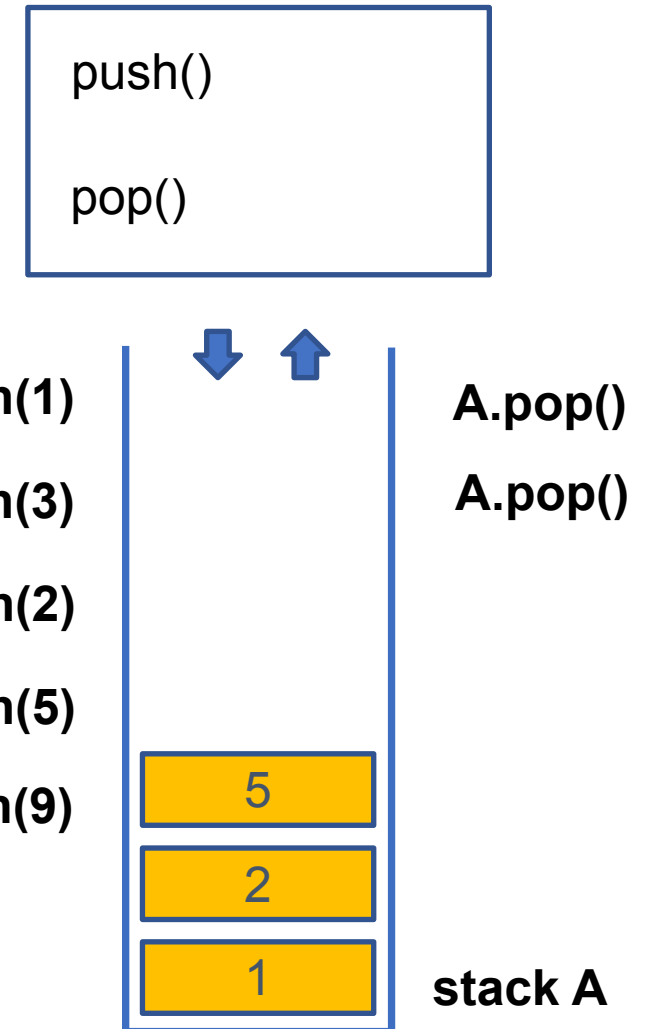 push()
pop()
n(1)
A.pop()
n(3)
A.pop()
n(2)
n(5)
n(9)
5
2
1
stack A